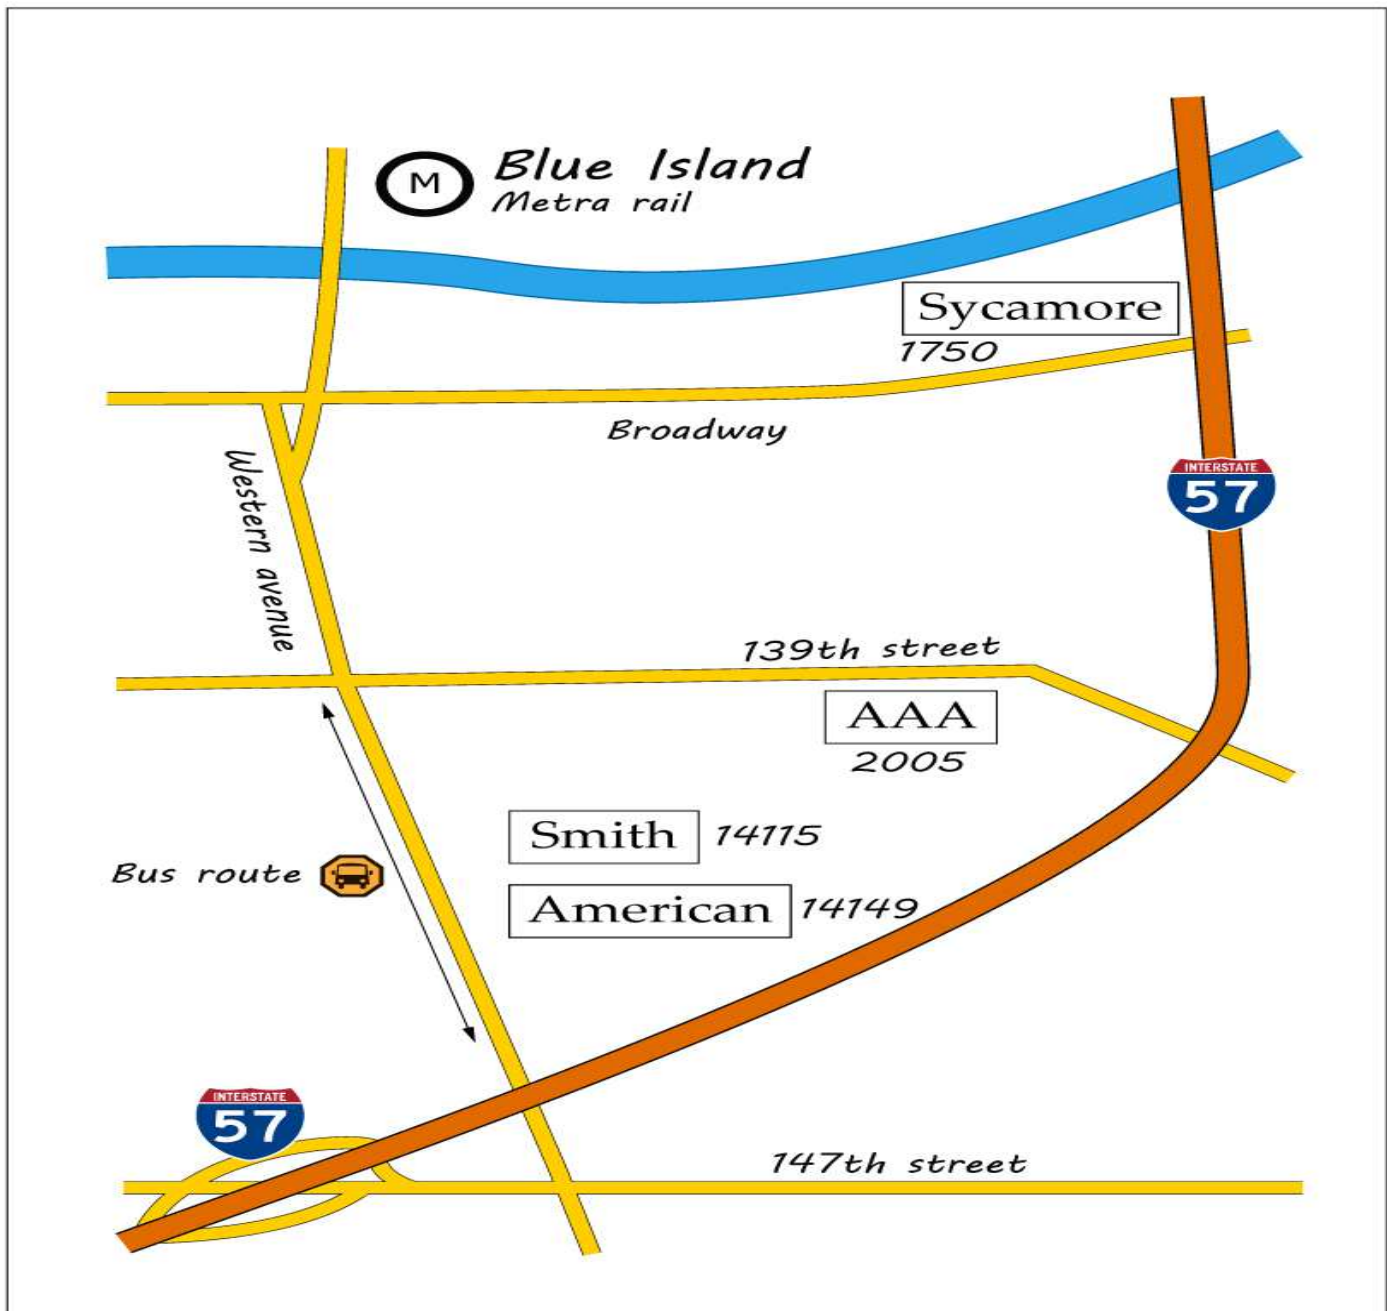 M
Blue Island
Metra rail
Sycamore
1750
Broadway
INTERSTATE
57
Western avenue
139th street
AAA
2005
Smith 14115
Bus route
American 14149
INTERSTATE
57
147th street